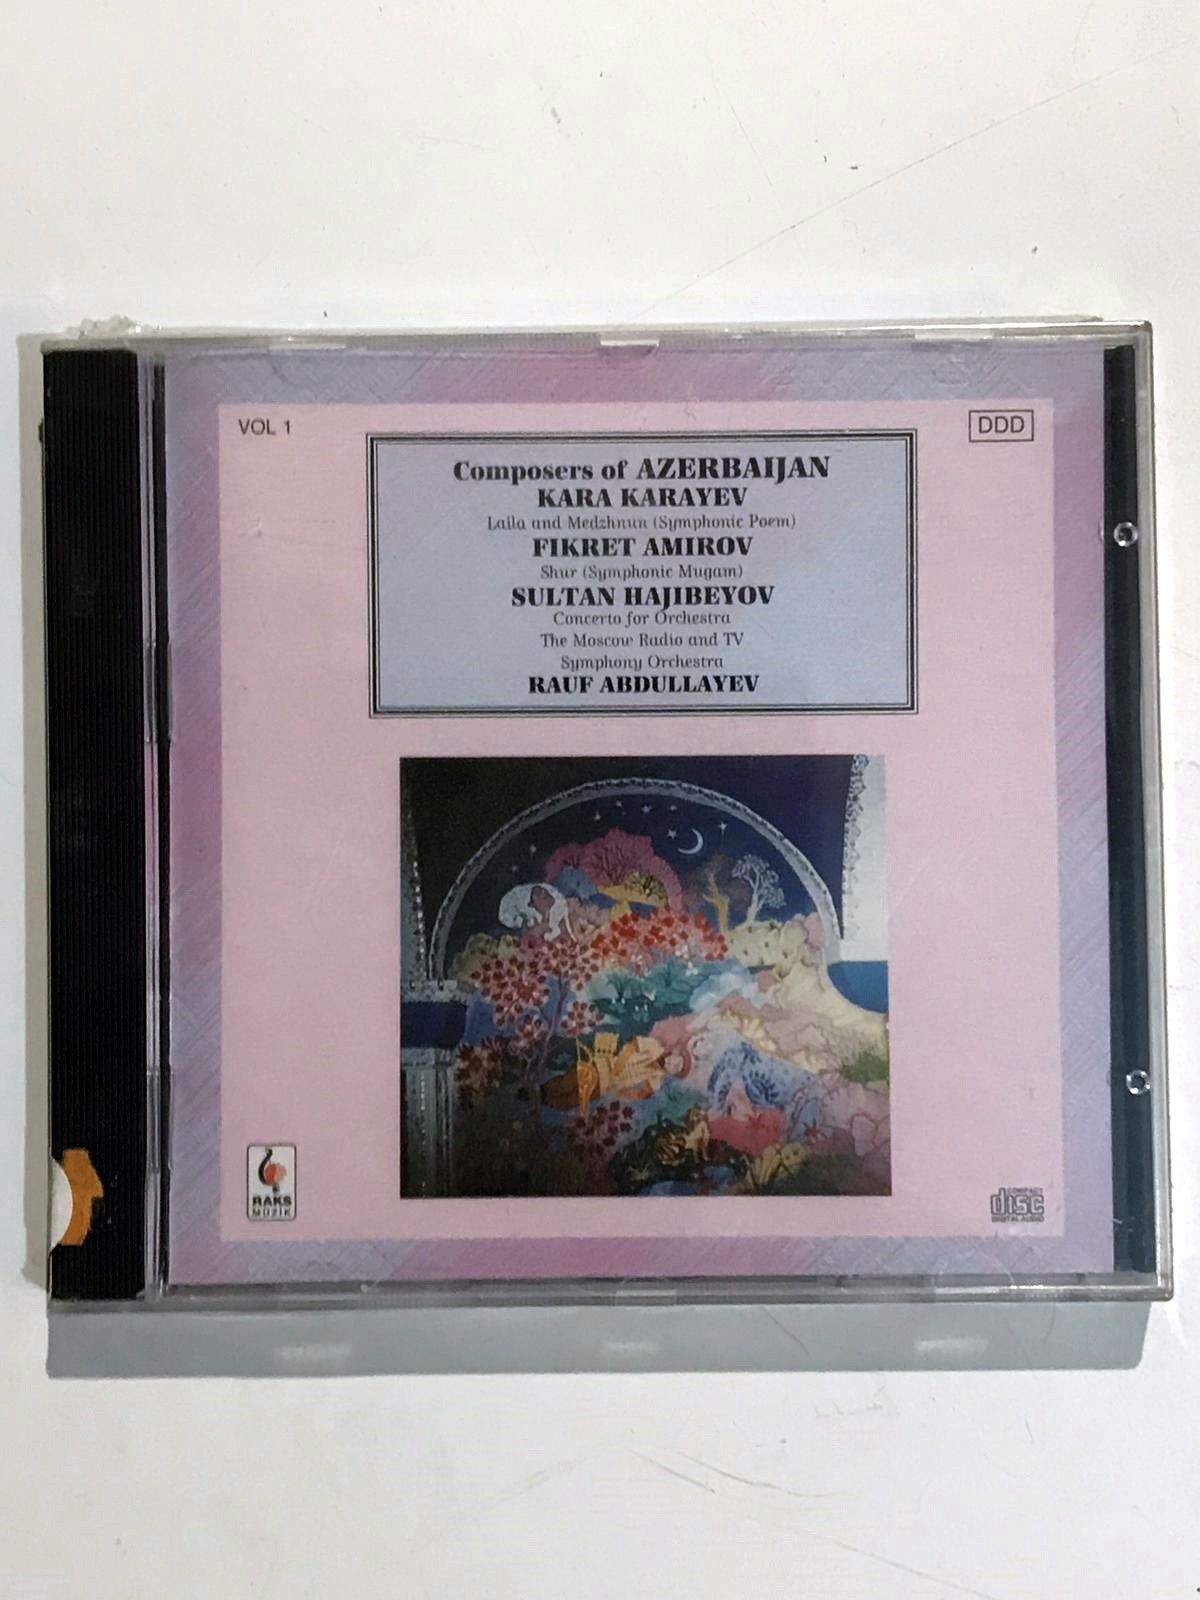 VOL 1
DDD
Composers of AZERBAIJAN
KARA KARAYEV
Laila and Medzhnun (Symphonic Poem)
FIKRET AMIROV
Shur (Symphonic Mugam)
SULTAN HAJIBEYOV
Concerto for Orchestra
The Moscow Radio and TV
Symphony Orchestra
RAUF ABDULLAYEV
RAKS
MÜZİK
COMPACT
disc
DIGITAL AUDIO